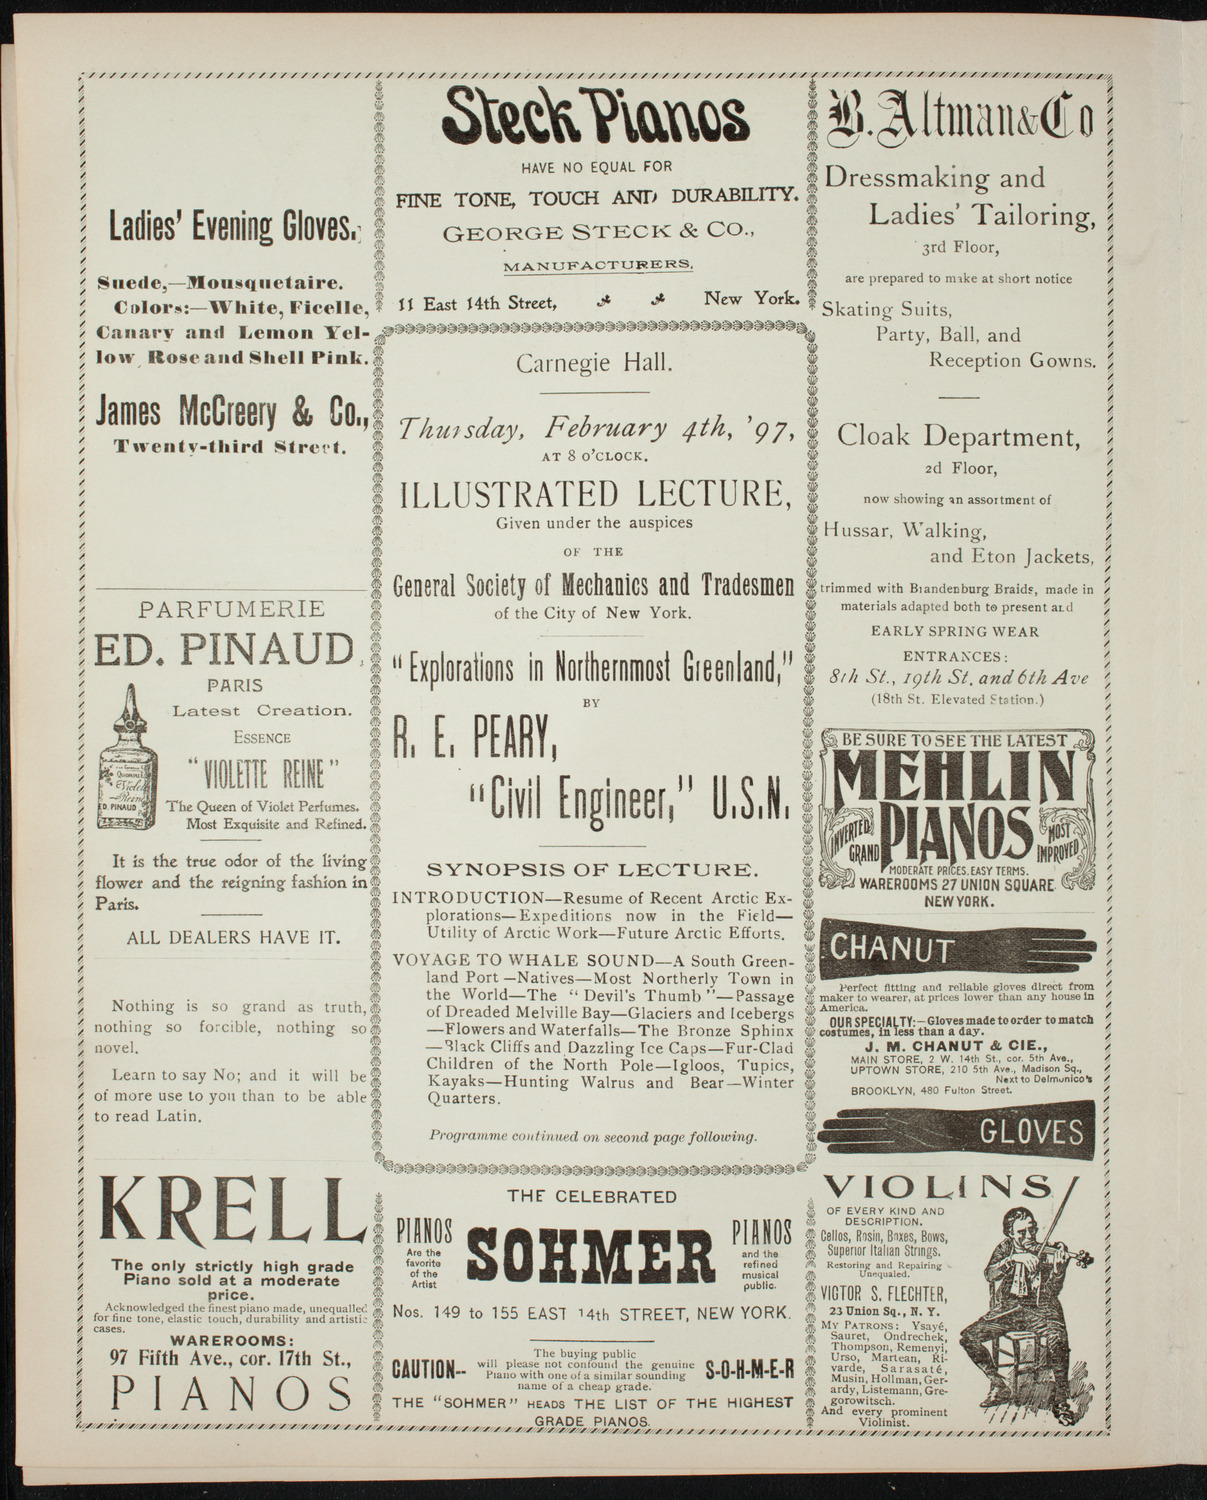 Ladies' Evening Gloves.
Suede,—Mousquetaire.
Colors:—White, Ficelle,
Canary and Lemon Yel-
low Rose and Shell Pink.
James McCreery & Co.,
Twenty-third Street.
PARFUMERIE
ED. PINAUD,
PARIS
Latest Creation.
ESSENCE
"VIOLETTE REINE"
The Queen of Violet Perfumes.
Most Exquisite and Refined.
Violette
Reine
ED. PINAUD
It is the true odor of the living
flower and the reigning fashion in
Paris.
ALL DEALERS HAVE IT.
Nothing is so grand as truth,
nothing so forcible, nothing so
novel.
Learn to say No; and it will be
of more use to you than to be able
to read Latin.
KRELL
The only strictly high grade
Piano sold at a moderate
price.
Acknowledged the finest piano made, unequalled
for fine tone, elastic touch, durability and artistic
cases.
WAREROOMS:
97 Fifth Ave., cor. 17th St.,
PIANOS
Steck Pianos
HAVE NO EQUAL FOR
FINE TONE, TOUCH AND DURABILITY.
GEORGE STECK & CO.,
MANUFACTURERS,
11 East 14th Street, New York.
Carnegie Hall.
Thursday, February 4th, '97,
AT 8 O'CLOCK.
ILLUSTRATED LECTURE,
Given under the auspices
OF THE
General Society of Mechanics and Tradesmen
of the City of New York.
"Explorations in Northernmost Greenland,"
BY
R. E. PEARY,
"Civil Engineer," U.S.N.
SYNOPSIS OF LECTURE.
INTRODUCTION—Resume of Recent Arctic Ex-
plorations—Expeditions now in the Field—
Utility of Arctic Work—Future Arctic Efforts.
VOYAGE TO WHALE SOUND—A South Green-
land Port—Natives—Most Northerly Town in
the World—The "Devil's Thumb"—Passage
of Dreaded Melville Bay—Glaciers and Icebergs
—Flowers and Waterfalls—The Bronze Sphinx
—Black Cliffs and Dazzling Ice Caps—Fur-Clad
Children of the North Pole—Igloos, Tupics,
Kayaks—Hunting Walrus and Bear—Winter
Quarters.
Programme continued on second page following.
THE CELEBRATED
PIANOS
Are the
favorite
of the
Artist
SOHMER
PIANOS
and the
refined
musical
public.
Nos. 149 to 155 EAST 14th STREET, NEW YORK.
CAUTION--
The buying public
will please not confound the genuine
Piano with one of a similar sounding
name of a cheap grade.
S-O-H-M-E-R
THE "SOHMER" HEADS THE LIST OF THE HIGHEST
GRADE PIANOS.
B. Altman & Co
Dressmaking and
Ladies' Tailoring,
3rd Floor,
are prepared to make at short notice
Skating Suits,
Party, Ball, and
Reception Gowns.
Cloak Department,
2d Floor,
now showing an assortment of
Hussar, Walking,
and Eton Jackets,
trimmed with Brandenburg Braids, made in
materials adapted both to present and
EARLY SPRING WEAR
ENTRANCES:
8th St., 19th St. and 6th Ave
(18th St. Elevated Station.)
BE SURE TO SEE THE LATEST
MEHLIN
INVERTED
GRAND
PIANOS
MOST
IMPROVED
MODERATE PRICES. EASY TERMS.
WAREROOMS 27 UNION SQUARE
NEW YORK.
CHANUT
Perfect fitting and reliable gloves direct from
maker to wearer, at prices lower than any house in
America.
OUR SPECIALTY:—Gloves made to order to match
costumes, in less than a day.
J. M. CHANUT & CIE.,
MAIN STORE, 2 W. 14th St., cor. 5th Ave.,
UPTOWN STORE, 210 5th Ave., Madison Sq.,
Next to Delmonico's
BROOKLYN, 480 Fulton Street.
GLOVES
VIOLINS
OF EVERY KIND AND
DESCRIPTION.
Cellos, Rosin, Boxes, Bows,
Superior Italian Strings.
Restoring and Repairing
Unequaled.
VICTOR S. FLECHTER,
23 Union Sq., N. Y.
MY PATRONS: Ysayé,
Sauret, Ondrechek,
Thompson, Remenyi,
Urso, Martean, Ri-
varde, Sarasaté,
Musin, Hollman, Ger-
ardy, Listemann, Gre-
gorowitsch.
And every prominent
Violinist.